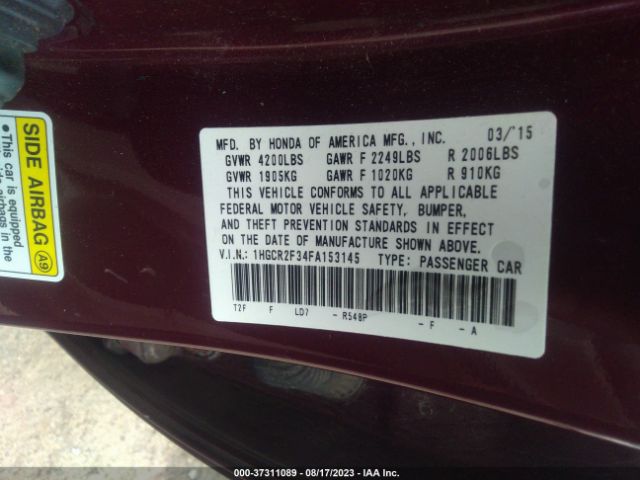 SIDE AIRBAG A9
• This car is equipped
side airbags in the
MFD. BY HONDA OF AMERICA MFG., INC. 03/'15
GVWR 4200LBS GAWR F 2249LBS R 2006LBS
GVWR 1905KG GAWR F 1020KG R 910KG
THIS VEHICLE CONFORMS TO ALL APPLICABLE
FEDERAL MOTOR VEHICLE SAFETY, BUMPER,
AND THEFT PREVENTION STANDARDS IN EFFECT
ON THE DATE OF MANUFACTURE SHOWN ABOVE.
V.I.N.: 1HGCR2F34FA153145 TYPE: PASSENGER CAR
T2F F LD7 - R548P - F - A
000-37311089 - 08/17/2023 - IAA Inc.